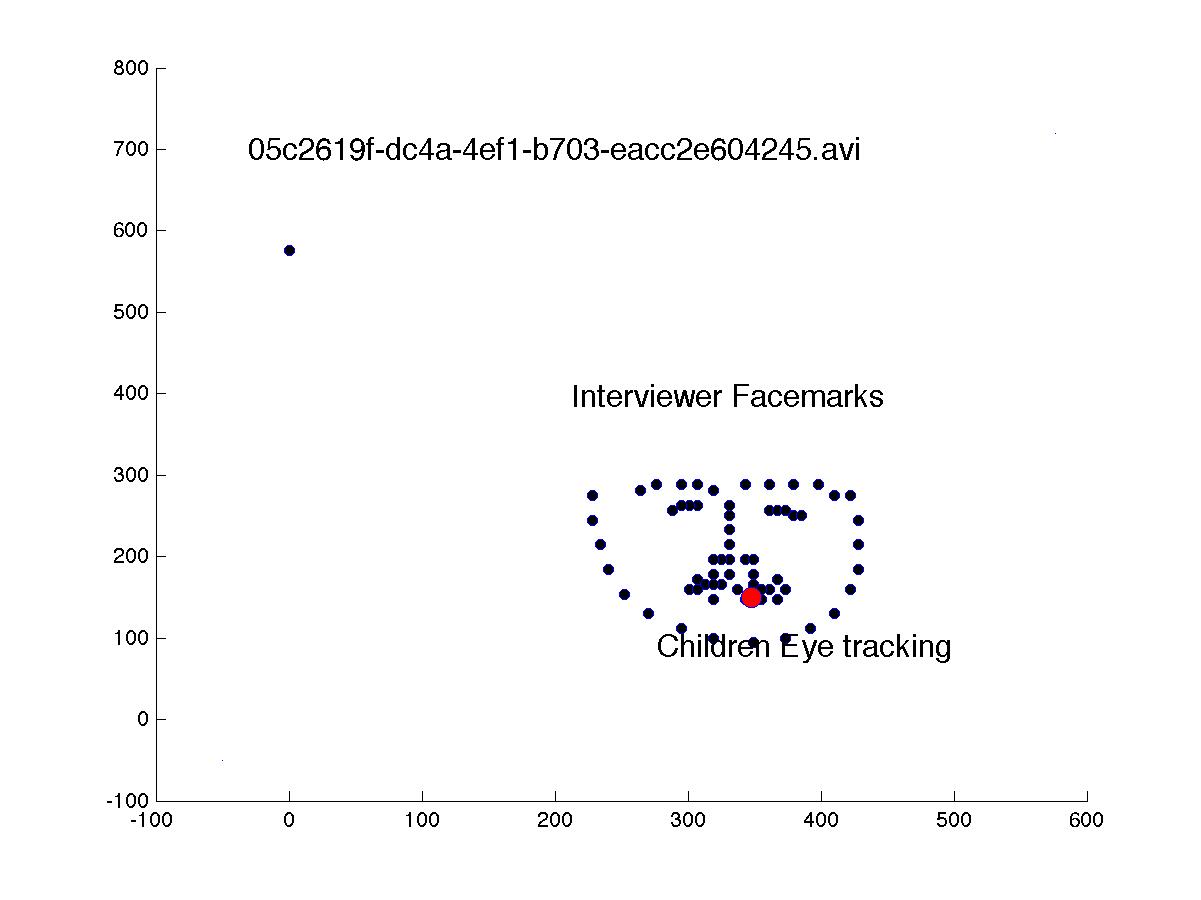 800
05c2619f-dc4a-4ef1-b703-eacc2e604245.avi
700
600
500
Interviewer Facemarks
400
300
200
100
Children Eye tracking
0
-100
-100 0 100 200 300 400 500 600